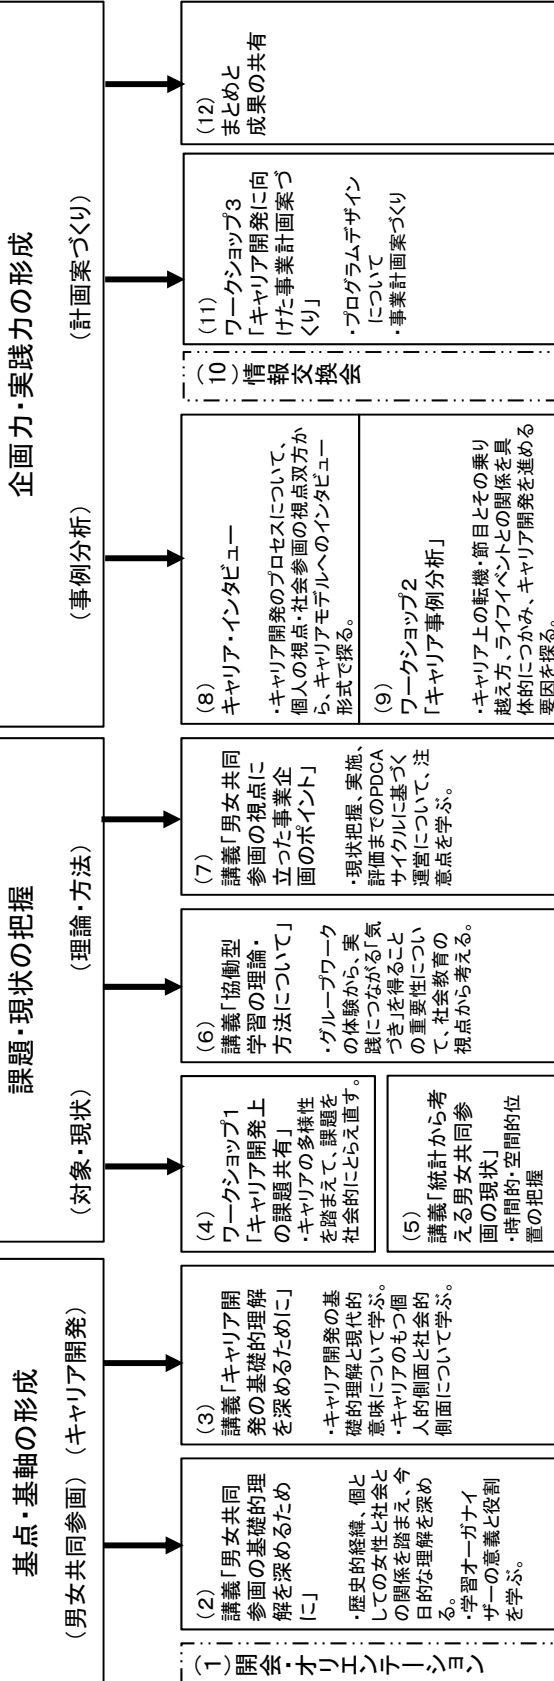 基点・基軸の形成
(男女共同参画) (キャリア開発)
課題・現状の把握
(対象・現状)
(理論・方法)
企画力・実践力の形成
(事例分析)
(計画案づくり)
(1)開会・オリエンテーション
(2)
講義「男女共同
参画の基礎的理
解を深めるため
に」
・歴史的経緯、個と
しての女性と社会と
の関係を踏まえ、今
日的な理解を深め
る。
・学習オーガナイ
ザーの意義と役割
を学ぶ。
(3)
講義「キャリア開
発の基礎的理解
を深めるために」
・キャリア開発の基
礎的理解と現代的
意味について学ぶ。
・キャリアのもつ個
人的側面と社会的
側面について学ぶ。
(4)
ワークショップ1
「キャリア開発上
の課題共有」
・キャリアの多様性
を踏まえて、課題を
社会的にとらえ直す。
(5)
講義「統計から考
える男女共同参
画の現状」
・時間的・空間的位
置の把握
(6)
講義「協働型
学習の理論・
方法について」
・グループワーク
の体験から、実
践につながる「気
づき」を得ること
の重要性につい
て、社会教育の
視点から考える。
(7)
講義「男女共同
参画の視点に
立った事業企
画のポイント」
・現状把握、実施、
評価までのPDCA
サイクルに基づく
運営について、注
意点を学ぶ。
(8)
キャリア・インタビュー
・キャリア開発のプロセスについて、
個人の視点・社会参画の視点双方か
ら、キャリアモデルへのインタビュー
形式で探る。
(9)
ワークショップ2
「キャリア事例分析」
・キャリア上の転機・節目とその乗り
越え方、ライフイベントとの関係を具
体的につかみ、キャリア開発を進める
要因を探る。
(10)情報交換会
(11)
ワークショップ3
「キャリア開発に向
けた事業計画案づ
くり」
・プログラムデザイン
について
・事業計画案づくり
(12)
まとめと
成果の共有